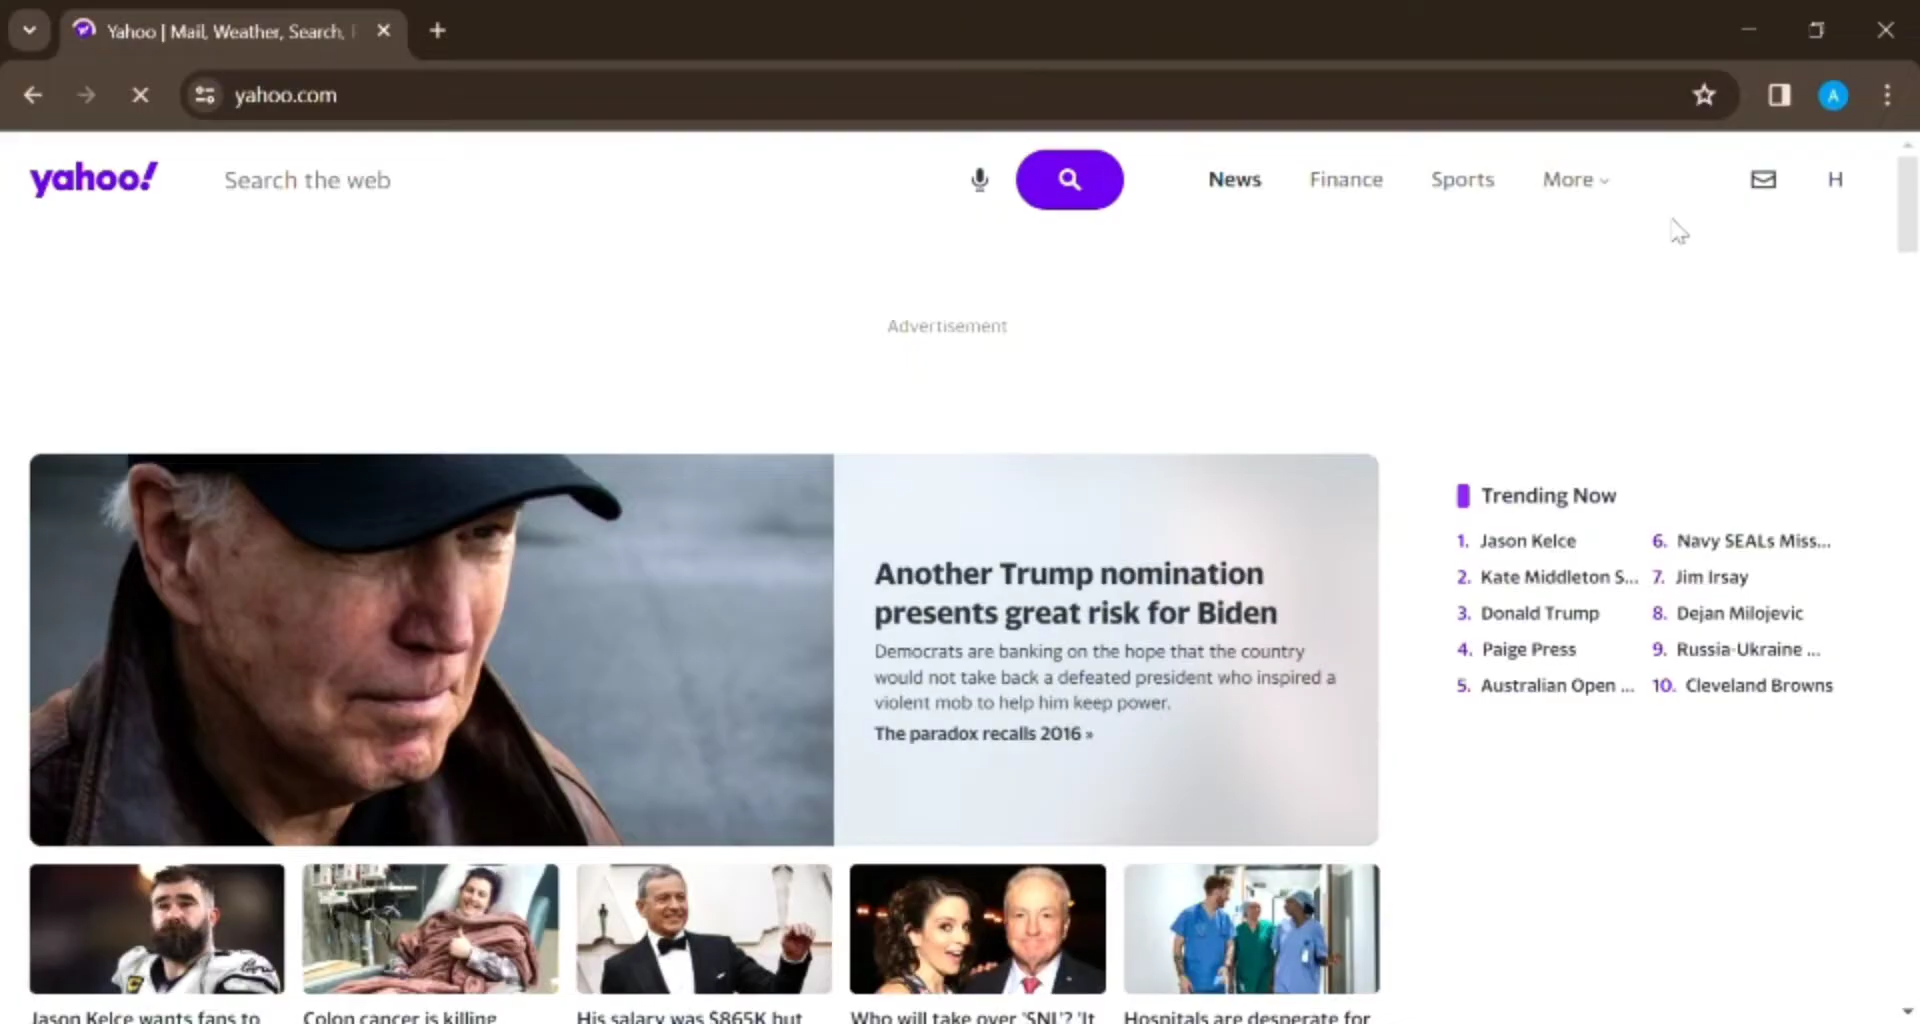 Yahoo | Mail, Weather, Search,
yahoo.com
A
yahoo!
Search the web
News
Finance
Sports
More
H
Advertisement
Another Trump nomination
presents great risk for Biden
Democrats are banking on the hope that the country
would not take back a defeated president who inspired a
violent mob to help him keep power.
The paradox recalls 2016 »
Trending Now
1. Jason Kelce
2. Kate Middleton S...
3. Donald Trump
4. Paige Press
5. Australian Open ...
6. Navy SEALs Miss...
7. Jim Irsay
8. Dejan Milojevic
9. Russia-Ukraine ...
10. Cleveland Browns
Jason Kelce wants fans to
Colon cancer is killing
His salary was $865K but
Who will take over 'SNL'? 'It
Hospitals are desperate for